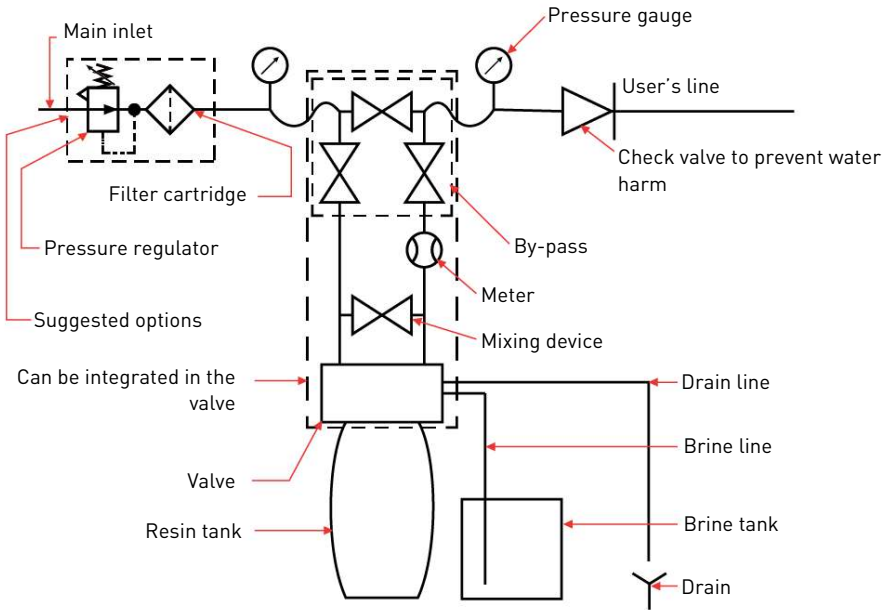 Pressure gauge
Main inlet
User's line
Check valve to prevent water
harm
Filter cartridge
Pressure regulator
By-pass
Meter
Suggested options
Mixing device
Can be integrated in the
valve
Drain line
Brine line
Valve
Resin tank
Brine tank
Drain